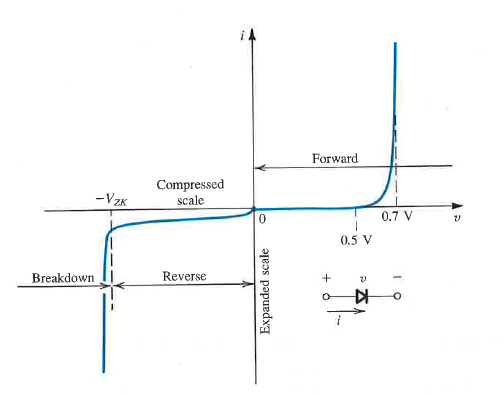 i
Forward
Compressed
scale
−V_ZK
0
0.7 V
v
0.5 V
Expanded scale
Breakdown
Reverse
+ v −
i